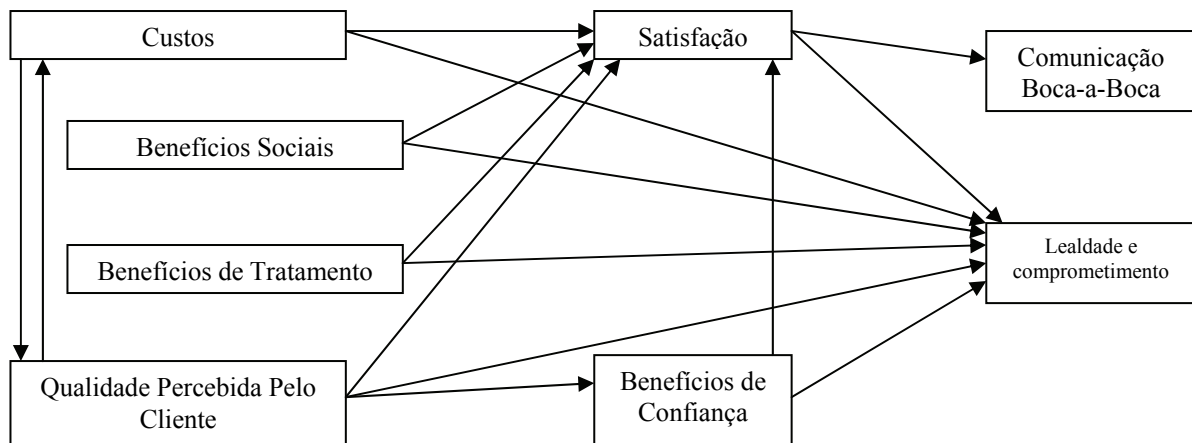 Custos
Satisfação
Comunicação
Boca-a-Boca
Benefícios Sociais
Benefícios de Tratamento
Lealdade e
comprometimento
Qualidade Percebida Pelo
Cliente
Benefícios de
Confiança